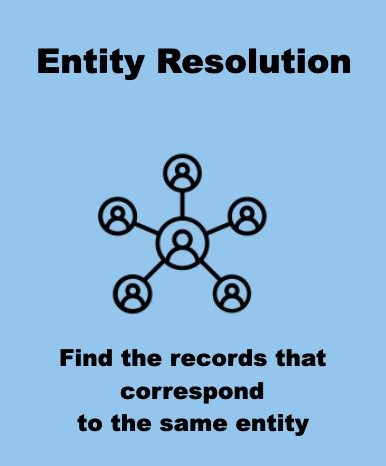 Entity Resolution
Find the records that
correspond
to the same entity